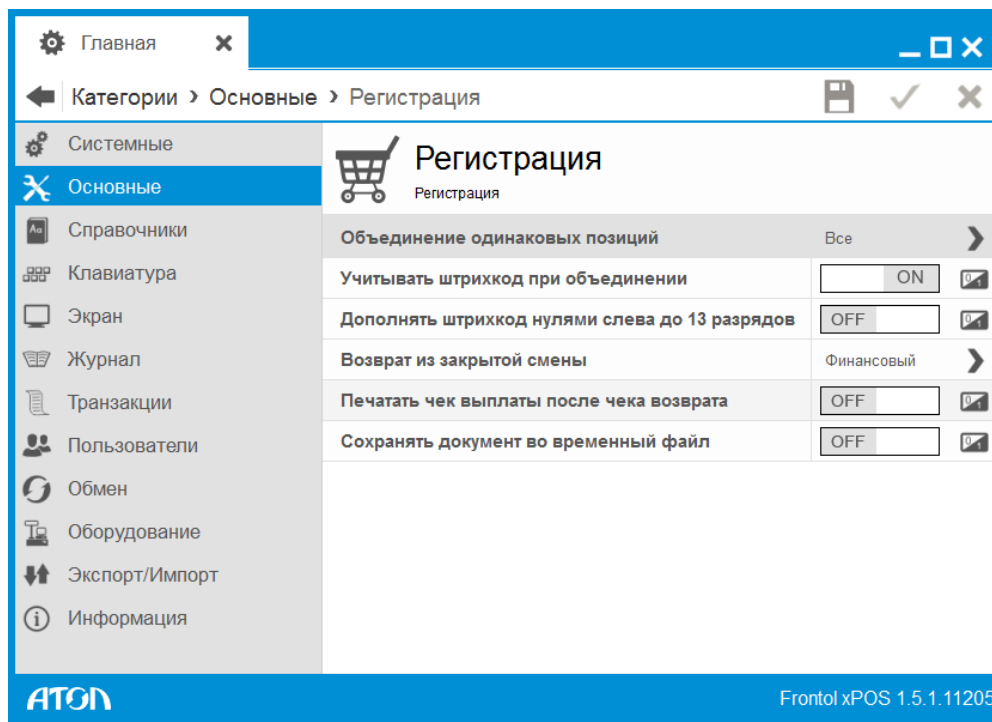 Главная
Категории › Основные › Регистрация
Системные
Основные
Справочники
Клавиатура
Экран
Журнал
Транзакции
Пользователи
Обмен
Оборудование
Экспорт/Импорт
Информация
Регистрация
Регистрация
Объединение одинаковых позиций Все
Учитывать штрихкод при объединении ON
Дополнять штрихкод нулями слева до 13 разрядов OFF
Возврат из закрытой смены Финансовый
Печатать чек выплаты после чека возврата OFF
Сохранять документ во временный файл OFF
ATOL
Frontol xPOS 1.5.1.11205